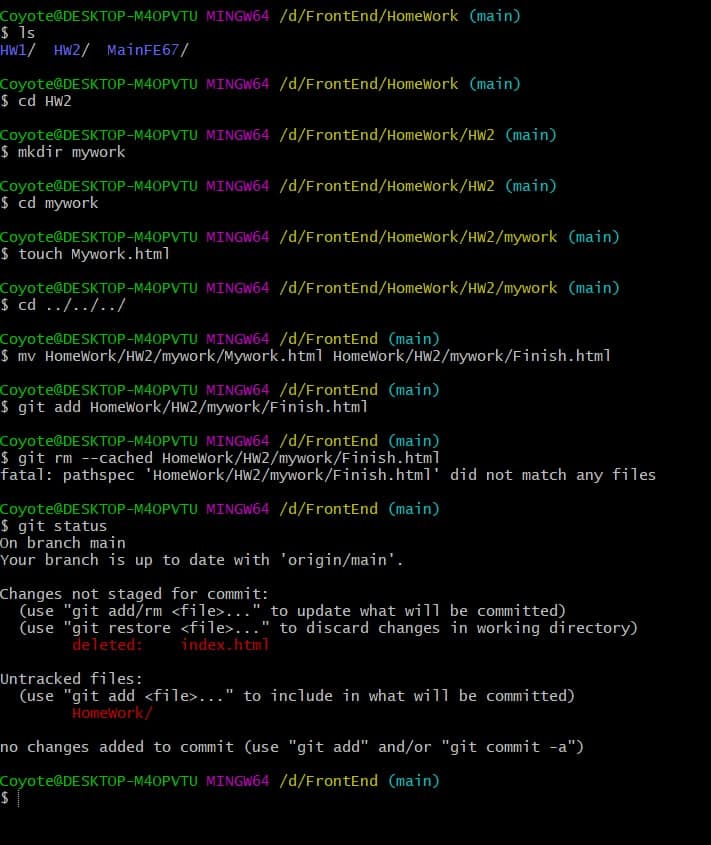 Coyote@DESKTOP-M4OPVTU MINGW64 /d/FrontEnd/HomeWork (main)
$ ls
HW1/  HW2/  MainFE67/
Coyote@DESKTOP-M4OPVTU MINGW64 /d/FrontEnd/HomeWork (main)
$ cd HW2
Coyote@DESKTOP-M4OPVTU MINGW64 /d/FrontEnd/HomeWork/HW2 (main)
$ mkdir mywork
Coyote@DESKTOP-M4OPVTU MINGW64 /d/FrontEnd/HomeWork/HW2 (main)
$ cd mywork
Coyote@DESKTOP-M4OPVTU MINGW64 /d/FrontEnd/HomeWork/HW2/mywork (main)
$ touch Mywork.html
Coyote@DESKTOP-M4OPVTU MINGW64 /d/FrontEnd/HomeWork/HW2/mywork (main)
$ cd ../../../
Coyote@DESKTOP-M4OPVTU MINGW64 /d/FrontEnd (main)
$ mv HomeWork/HW2/mywork/Mywork.html HomeWork/HW2/mywork/Finish.html
Coyote@DESKTOP-M4OPVTU MINGW64 /d/FrontEnd (main)
$ git add HomeWork/HW2/mywork/Finish.html
Coyote@DESKTOP-M4OPVTU MINGW64 /d/FrontEnd (main)
$ git rm --cached HomeWork/HW2/mywork/Finish.html
fatal: pathspec 'HomeWork/HW2/mywork/Finish.html' did not match any files
Coyote@DESKTOP-M4OPVTU MINGW64 /d/FrontEnd (main)
$ git status
On branch main
Your branch is up to date with 'origin/main'.
Changes not staged for commit:
  (use "git add/rm <file>..." to update what will be committed)
  (use "git restore <file>..." to discard changes in working directory)
        deleted:    index.html
Untracked files:
  (use "git add <file>..." to include in what will be committed)
        HomeWork/
no changes added to commit (use "git add" and/or "git commit -a")
Coyote@DESKTOP-M4OPVTU MINGW64 /d/FrontEnd (main)
$